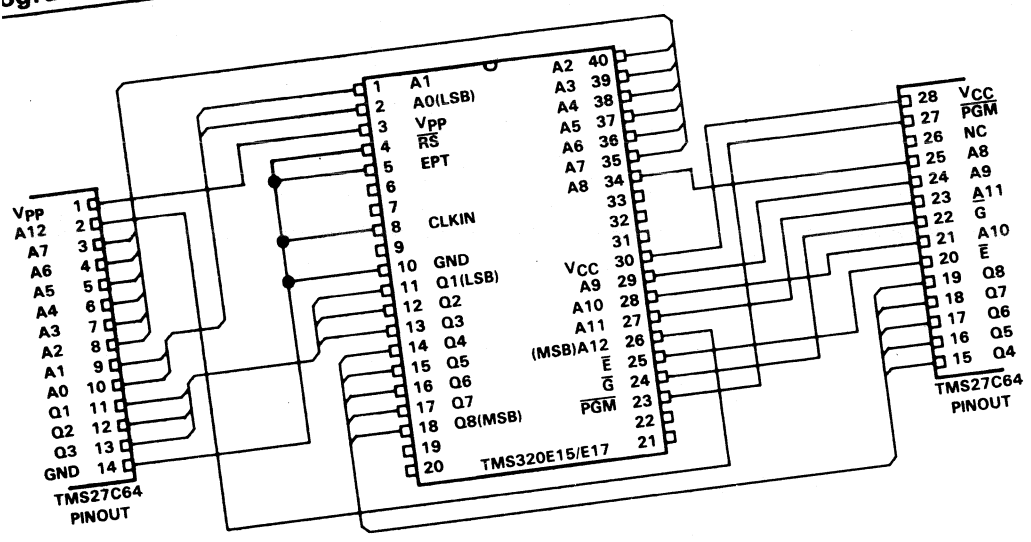 VPP 1
A12 2
A7 3
A6 4
A5 5
A4 6
A3 7
A2 8
A1 9
A0 10
Q1 11
Q2 12
Q3 13
GND 14
TMS27C64
PINOUT
1 A1
2 A0(LSB)
3 VPP
4 R̅S̅
5 EPT
6
7
8 CLKIN
9
10 GND
11 Q1(LSB)
12 Q2
13 Q3
14 Q4
15 Q5
16 Q6
17 Q7
18 Q8(MSB)
19
20
A2 40
A3 39
A4 38
A5 37
A6 36
A7 35
A8 34
33
32
31
VCC 30
A9 29
A10 28
A11 27
(MSB)A12 26
E̅ 25
G̅ 24
P̅G̅M̅ 23
22
21
TMS320E15/E17
28 VCC
27 P̅G̅M̅
26 NC
25 A8
24 A9
23 A11
22 G̅
21 A10
20 E̅
19 Q8
18 Q7
17 Q6
16 Q5
15 Q4
TMS27C64
PINOUT